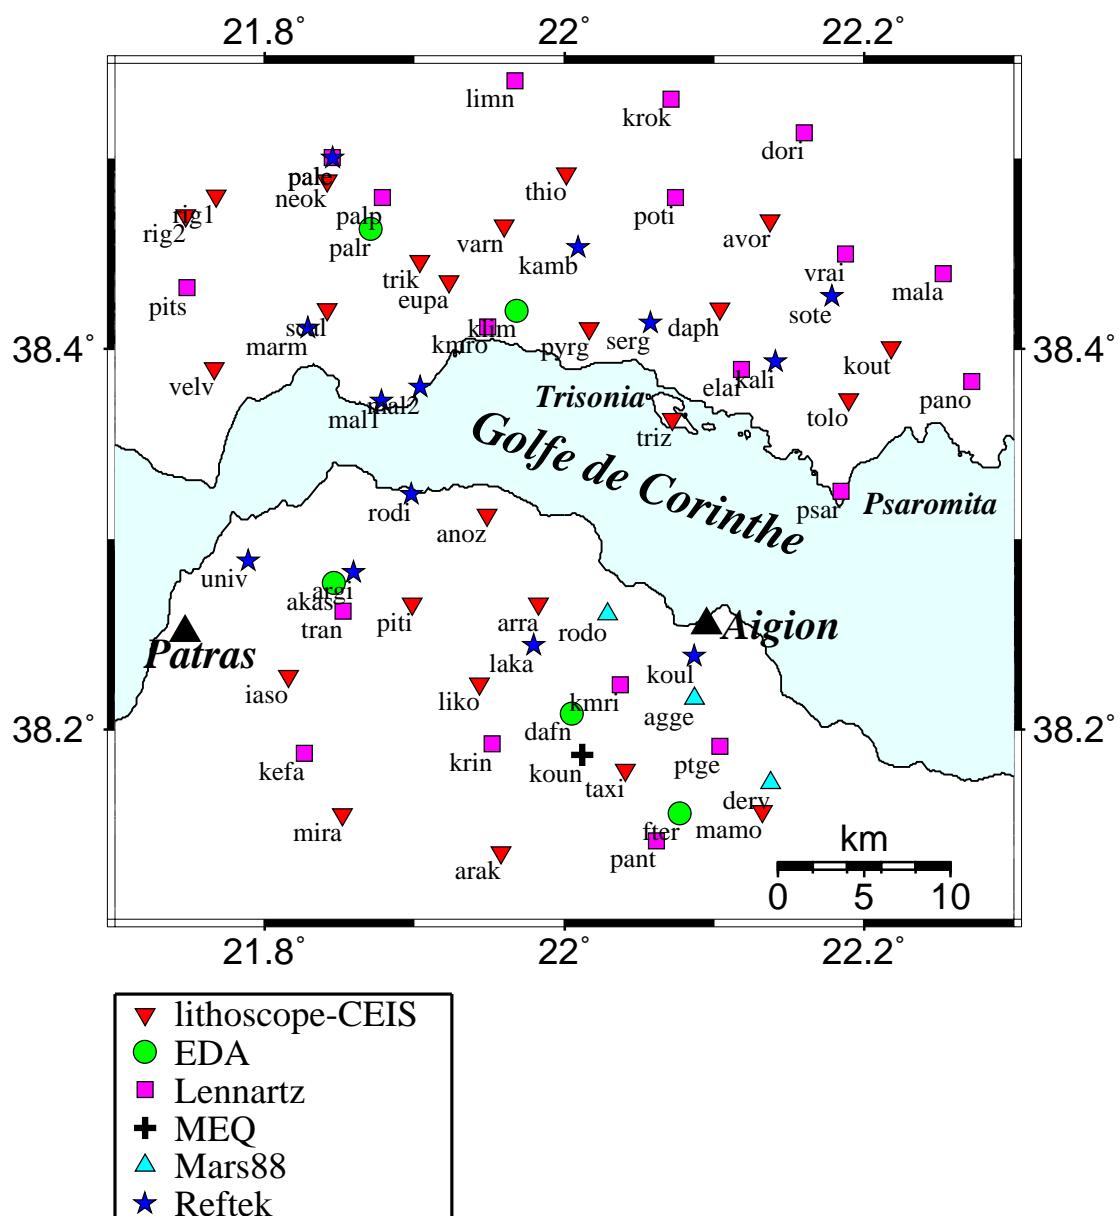 21.8° 22° 22.2°
limn
krok
dori
neok
thio
palp
poti
rig1
rig2
palr
varn
avor
kamb
vrai
trik
mala
eupa
pits
sote
soul
klim
daph
marm
kmro
pyrg
serg
38.4° 38.4°
kout
velv
elai
kali
pano
Trisonia
mal2
mal1
tolo
triz
Golfe de Corinthe
psar
Psaromita
rodi
anoz
univ
argi
akas
tran
piti
arra
rodo
Aigion
Patras
laka
koul
iaso
liko
kmri
agge
38.2° 38.2°
dafn
krin
kefa
koun
ptge
taxi
derv
mira
fter
mamo
pant
arak
km
0 5 10
21.8° 22° 22.2°
lithoscope-CEIS
EDA
Lennartz
MEQ
Mars88
Reftek